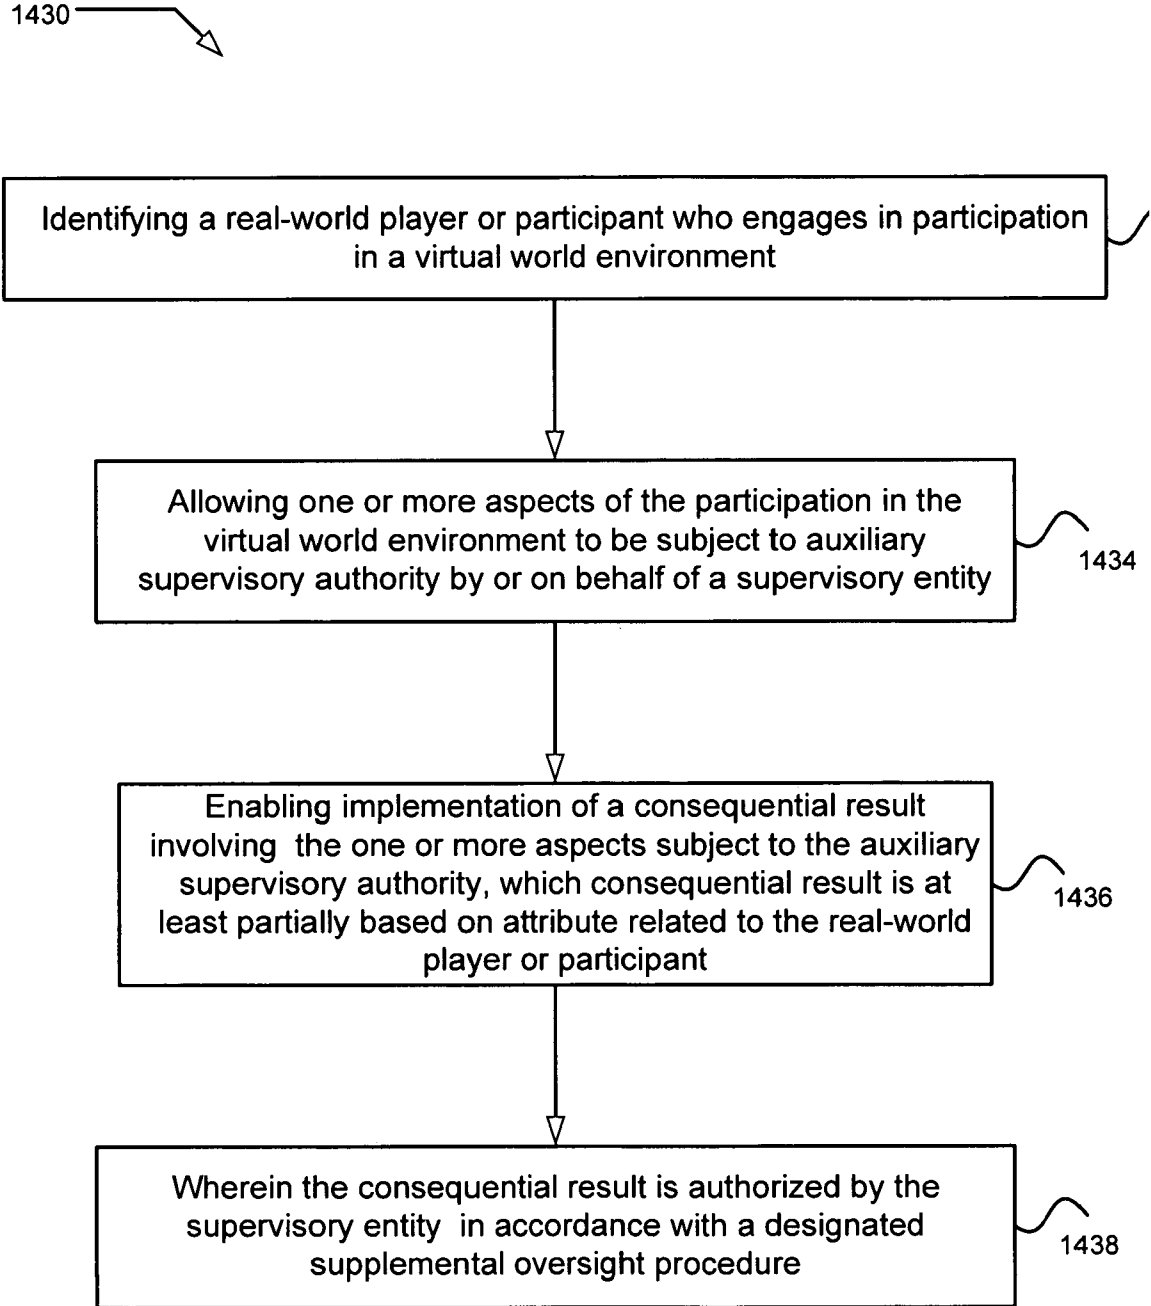 1430
Identifying a real-world player or participant who engages in participation
in a virtual world environment
Allowing one or more aspects of the participation in the
virtual world environment to be subject to auxiliary
supervisory authority by or on behalf of a supervisory entity
1434
Enabling implementation of a consequential result
involving the one or more aspects subject to the auxiliary
supervisory authority, which consequential result is at
least partially based on attribute related to the real-world
player or participant
1436
Wherein the consequential result is authorized by the
supervisory entity in accordance with a designated
supplemental oversight procedure
1438